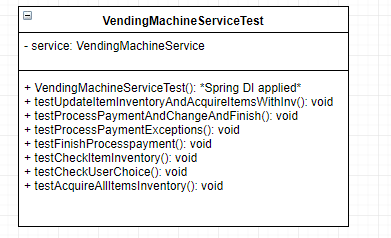 VendingMachineServiceTest
- service: VendingMachineService
+ VendingMachineServiceTest(): *Spring DI applied*
+ testUpdateItemInventoryAndAcquireItemsWithInv(): void
+ testProcessPaymentAndChangeAndFinish(): void
+ testProcessPaymentExceptions(): void
+ testFinishProcesspayment(): void
+ testCheckItemInventory(): void
+ testCheckUserChoice(): void
+ testAcquireAllItemsInventory(): void